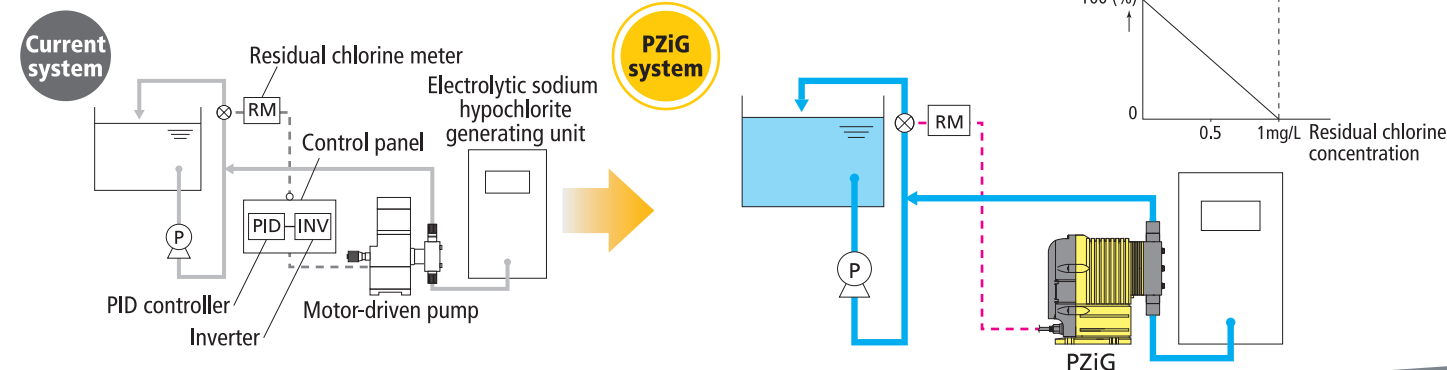 Current
system
Residual chlorine meter
RM
Electrolytic sodium
hypochlorite
generating unit
Control panel
PID
INV
P
PID controller
Inverter
Motor-driven pump
PZiG
system
RM
P
PZiG
100 (%)
0
0.5
1mg/L
Residual chlorine
concentration